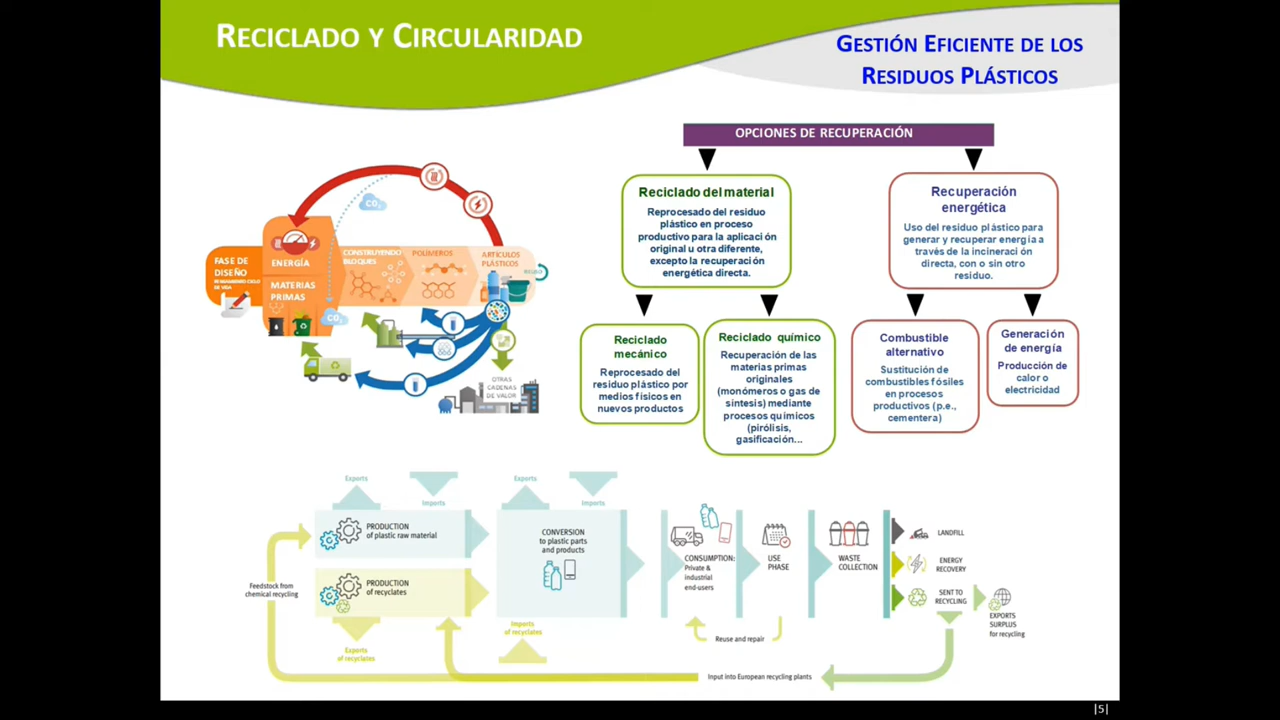 RECICLADO Y CIRCULARIDAD
GESTIÓN EFICIENTE DE LOS
RESIDUOS PLÁSTICOS
OPCIONES DE RECUPERACIÓN
Reciclado del material
Reprocesado del residuo
plástico en proceso
productivo para la aplicación
original u otra diferente,
excepto la recuperación
energética directa.
Recuperación
energética
Uso del residuo plástico para
generar y recuperar energía a
través de la incineración
directa, con o sin otro
residuo.
Reciclado
mecánico
Reprocesado del
residuo plástico por
medios físicos en
nuevos productos
Reciclado químico
Recuperación de las
materias primas
originales
(monómeros o gas de
síntesis) mediante
procesos químicos
(pirólisis,
gasificación...
Combustible
alternativo
Sustitución de
combustibles fósiles
en procesos
productivos (p.e.,
cementera)
Generación
de energía
Producción de
calor o
electricidad
CO₂
FASE DE
DISEÑO
ENERGÍA
MATERIAS
PRIMAS
CONSTRUYENDO
BLOQUES
POLÍMEROS
ARTICULOS
PLÁSTICOS
REUSO
CO₂
OTRAS
CADENAS
DE VALOR
Exports
Imports
Exports
Imports
PRODUCTION
of plastic raw material
PRODUCTION
of recyclates
CONVERSION
to plastic parts
and products
CONSUMPTION:
Private &
industrial
end-users
USE
PHASE
WASTE
COLLECTION
LANDFILL
ENERGY
RECOVERY
SENT TO
RECYCLING
EXPORTS
SURPLUS
for recycling
Feedstock from
chemical recycling
Exports
of recyclates
Imports
of recyclates
Reuse and repair
Input into European recycling plants
|5|